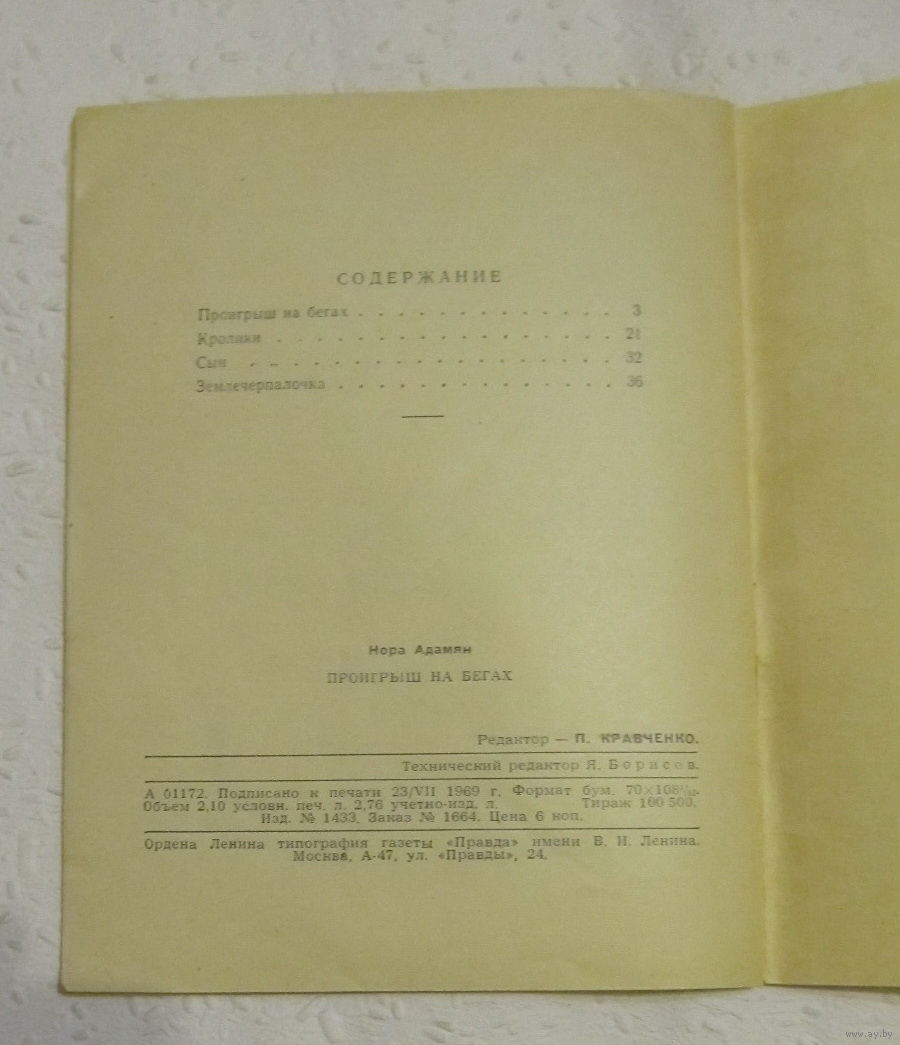 СОДЕРЖАНИЕ
Проигрыш на бегах . . . . . . . . . . . . . 3
Кролики . . . . . . . . . . . . . . . . 21
Сын . . . . . . . . . . . . . . . . . 32
Землечерпалочка . . . . . . . . . . . . . . 36
Нора Адамян
ПРОИГРЫШ НА БЕГАХ
Редактор — П. КРАВЧЕНКО.
Технический редактор Я. Борисов.
А 01172. Подписано к печати 23/VII 1969 г. Формат бум. 70×108¹/₃₂.
Объем 2,10 условн. печ. л. 2,76 учетно-изд. л. Тираж 100 500.
Изд. № 1433. Заказ № 1664. Цена 6 коп.
Ордена Ленина типография газеты «Правда» имени В. И. Ленина.
Москва, А-47, ул. «Правды», 24.
www.ay.by